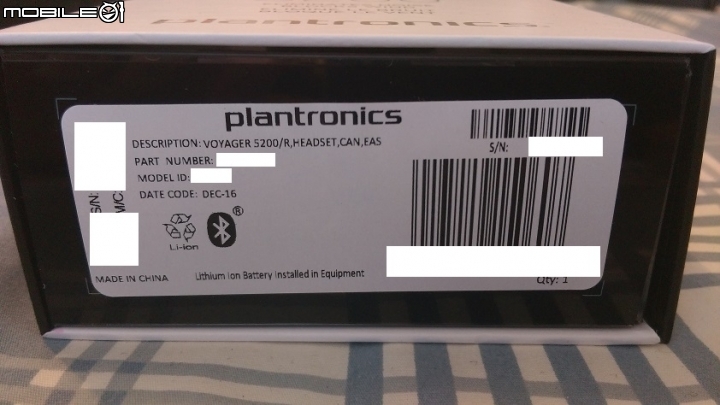 MOBILE01
plantronics
plantronics
DESCRIPTION: VOYAGER 5200/R,HEADSET,CAN,EAS
PART NUMBER:
MODEL ID:
DATE CODE: DEC-16
S/N:
S/N:
M/C:
Li-ion
®
MADE IN CHINA
Lithium Ion Battery Installed in Equipment
Qty: 1